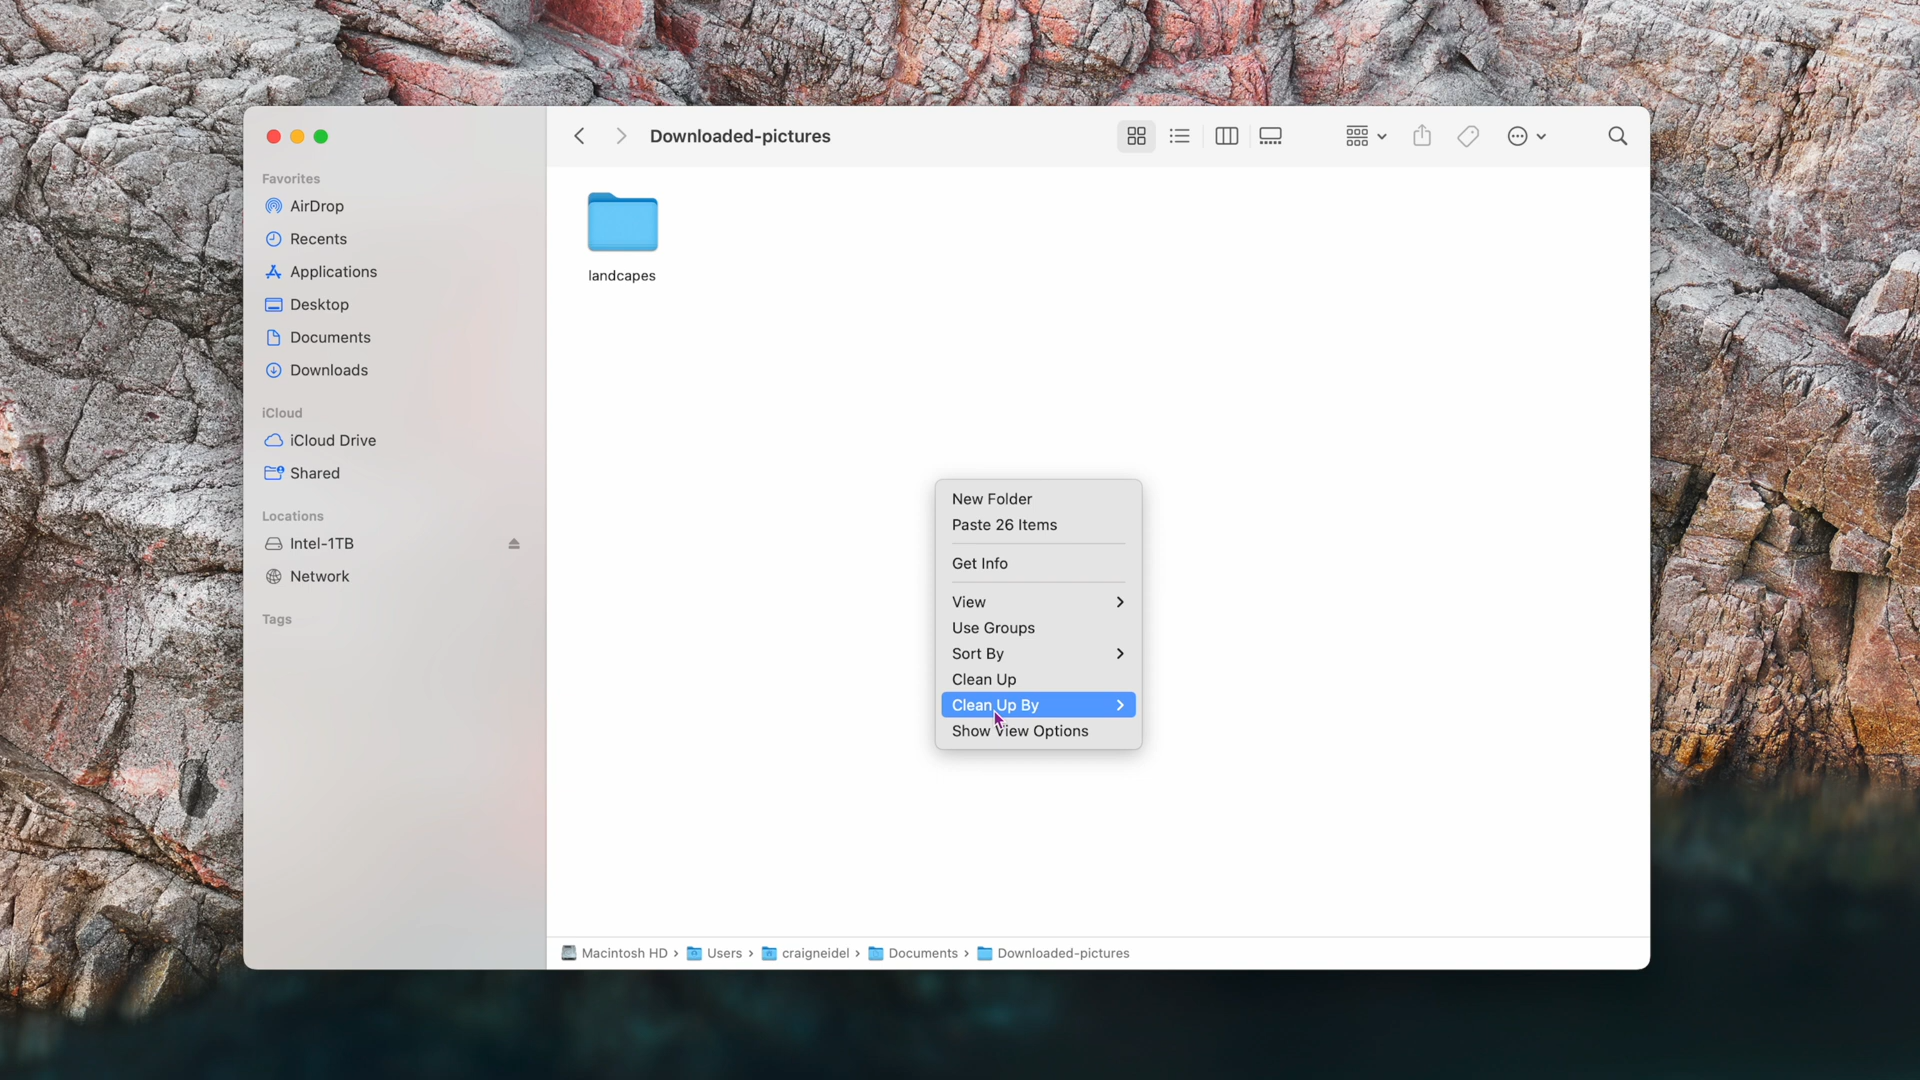 Downloaded-pictures
Favorites
AirDrop
Recents
Applications
Desktop
Documents
Downloads
iCloud
iCloud Drive
Shared
Locations
Intel-1TB
Network
Tags
landcapes
New Folder
Paste 26 Items
Get Info
View
Use Groups
Sort By
Clean Up
Clean Up By
Show View Options
Macintosh HD › Users › craigneidel › Documents › Downloaded-pictures